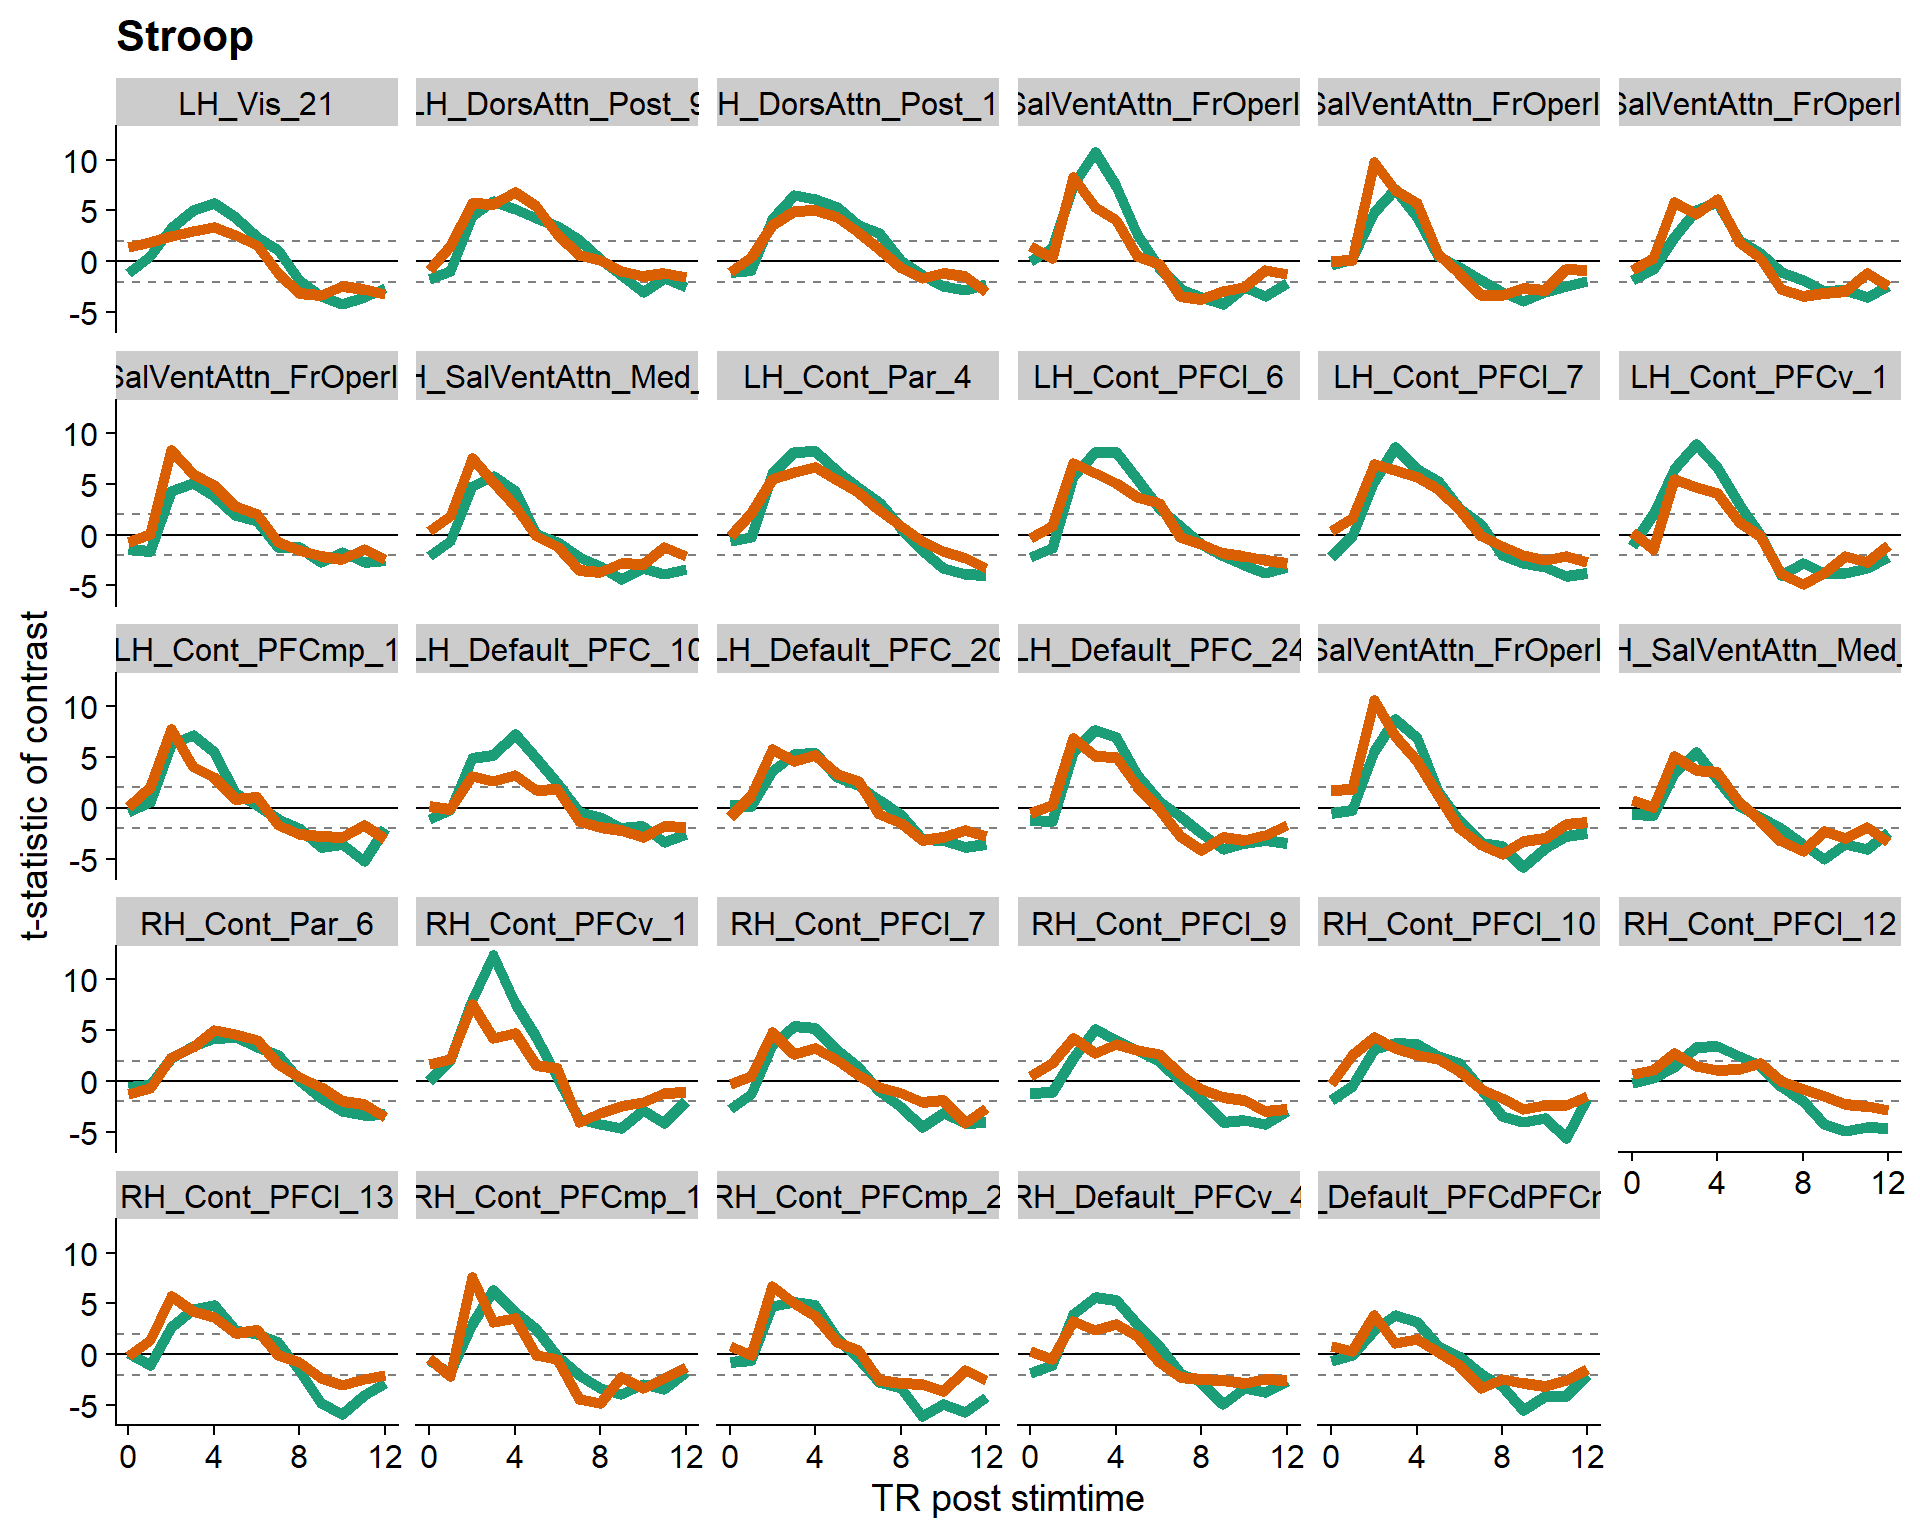 Stroop
LH_Vis_21
LH_DorsAttn_Post_9
H_DorsAttn_Post_1
SalVentAttn_FrOperI
SalVentAttn_FrOperI
SalVentAttn_FrOperI
10
5
0
-5
SalVentAttn_FrOperI
H_SalVentAttn_Med_
LH_Cont_Par_4
LH_Cont_PFCl_6
LH_Cont_PFCl_7
LH_Cont_PFCv_1
10
5
0
-5
LH_Cont_PFCmp_1
LH_Default_PFC_10
LH_Default_PFC_20
LH_Default_PFC_24
SalVentAttn_FrOperI
H_SalVentAttn_Med_
10
5
0
-5
t-statistic of contrast
RH_Cont_Par_6
RH_Cont_PFCv_1
RH_Cont_PFCl_7
RH_Cont_PFCl_9
RH_Cont_PFCl_10
RH_Cont_PFCl_12
10
5
0
-5
0 4 8 12
RH_Cont_PFCl_13
RH_Cont_PFCmp_1
RH_Cont_PFCmp_2
RH_Default_PFCv_4
_Default_PFCdPFCm
10
5
0
-5
0 4 8 12
0 4 8 12
0 4 8 12
0 4 8 12
0 4 8 12
TR post stimtime